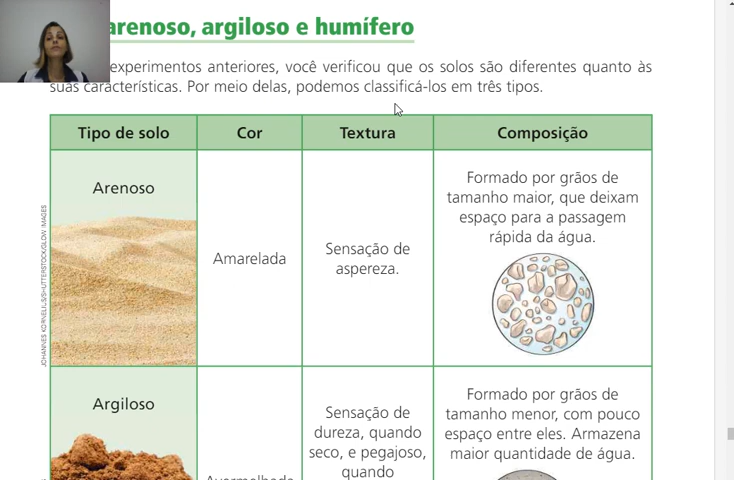 arenoso, argiloso e humífero
experimentos anteriores, você verificou que os solos são diferentes quanto às
suas características. Por meio delas, podemos classificá-los em três tipos.
Tipo de solo Cor Textura Composição
Arenoso
Amarelada
Sensação de
aspereza.
Formado por grãos de
tamanho maior, que deixam
espaço para a passagem
rápida da água.
JOHANNES KORNELIUS/SHUTTERSTOCK/GLOW IMAGES
Argiloso
Avermelhada
Sensação de
dureza, quando
seco, e pegajoso,
quando
Formado por grãos de
tamanho menor, com pouco
espaço entre eles. Armazena
maior quantidade de água.